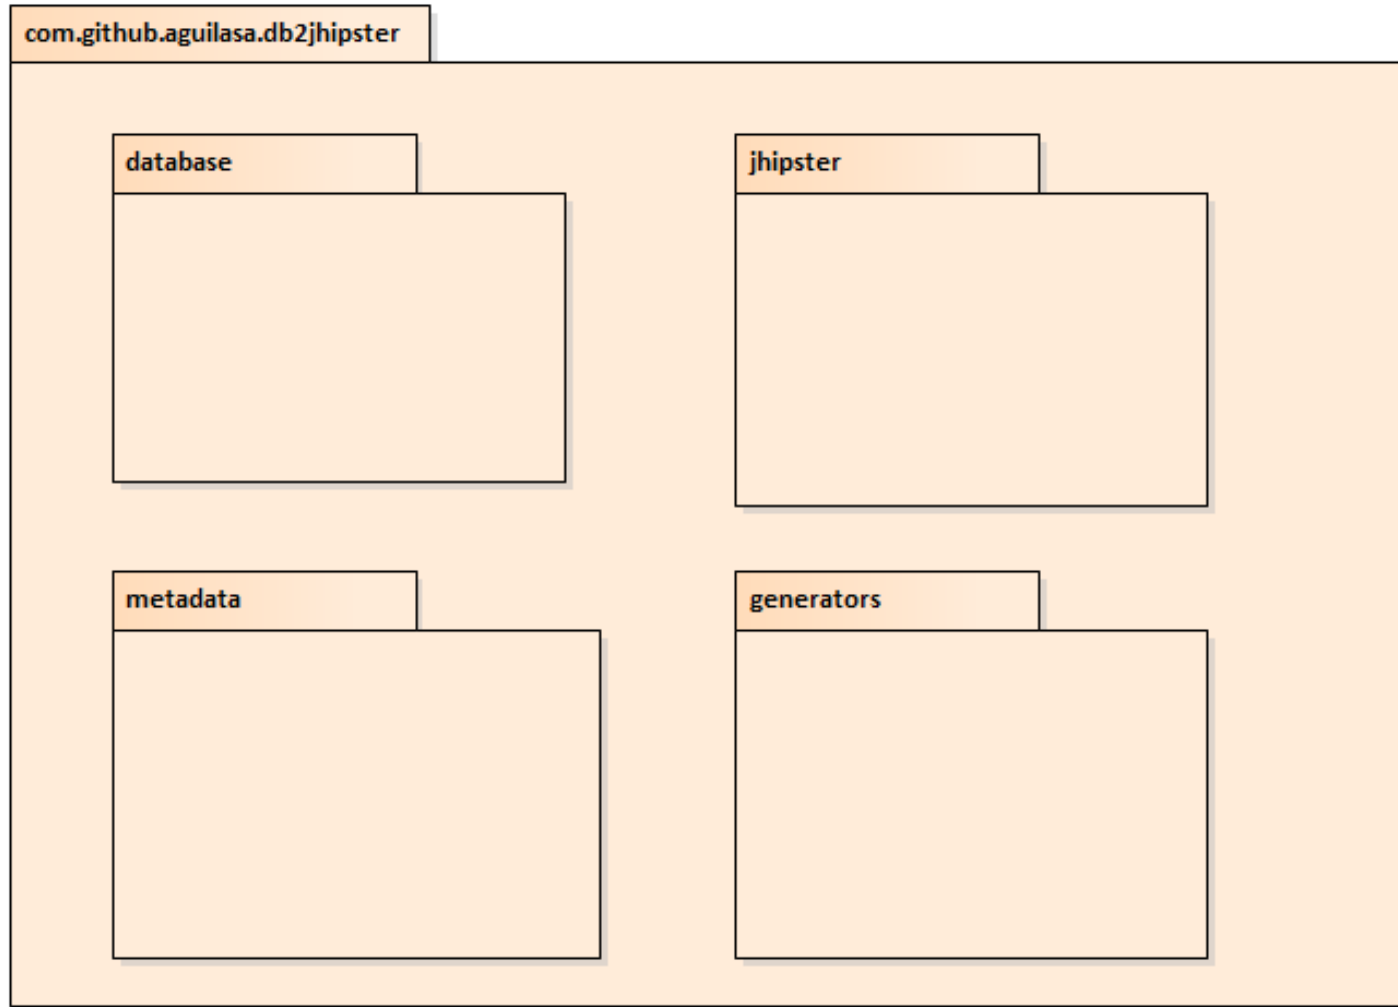 com.github.aguilasa.db2jhipster
database
jhipster
metadata
generators